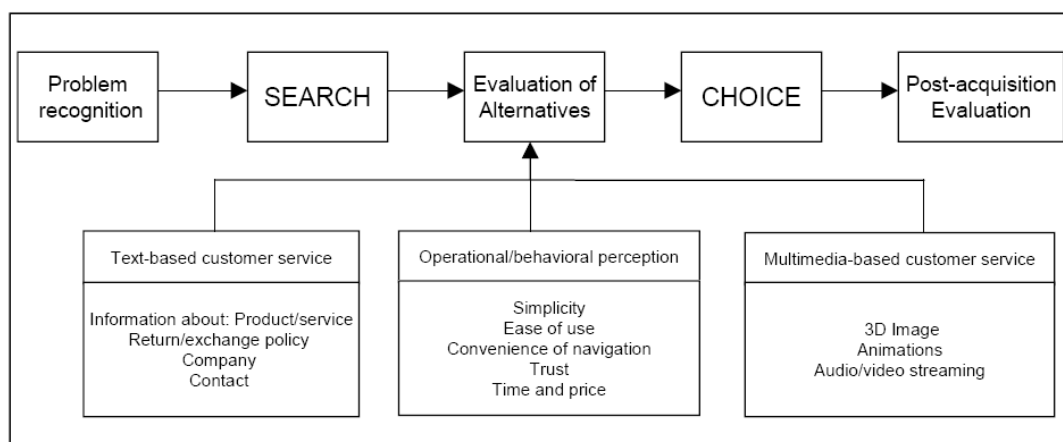 Problem
recognition
SEARCH
Evaluation of
Alternatives
CHOICE
Post-acquisition
Evaluation
Text-based customer service
Information about: Product/service
Return/exchange policy
Company
Contact
Operational/behavioral perception
Simplicity
Ease of use
Convenience of navigation
Trust
Time and price
Multimedia-based customer service
3D Image
Animations
Audio/video streaming